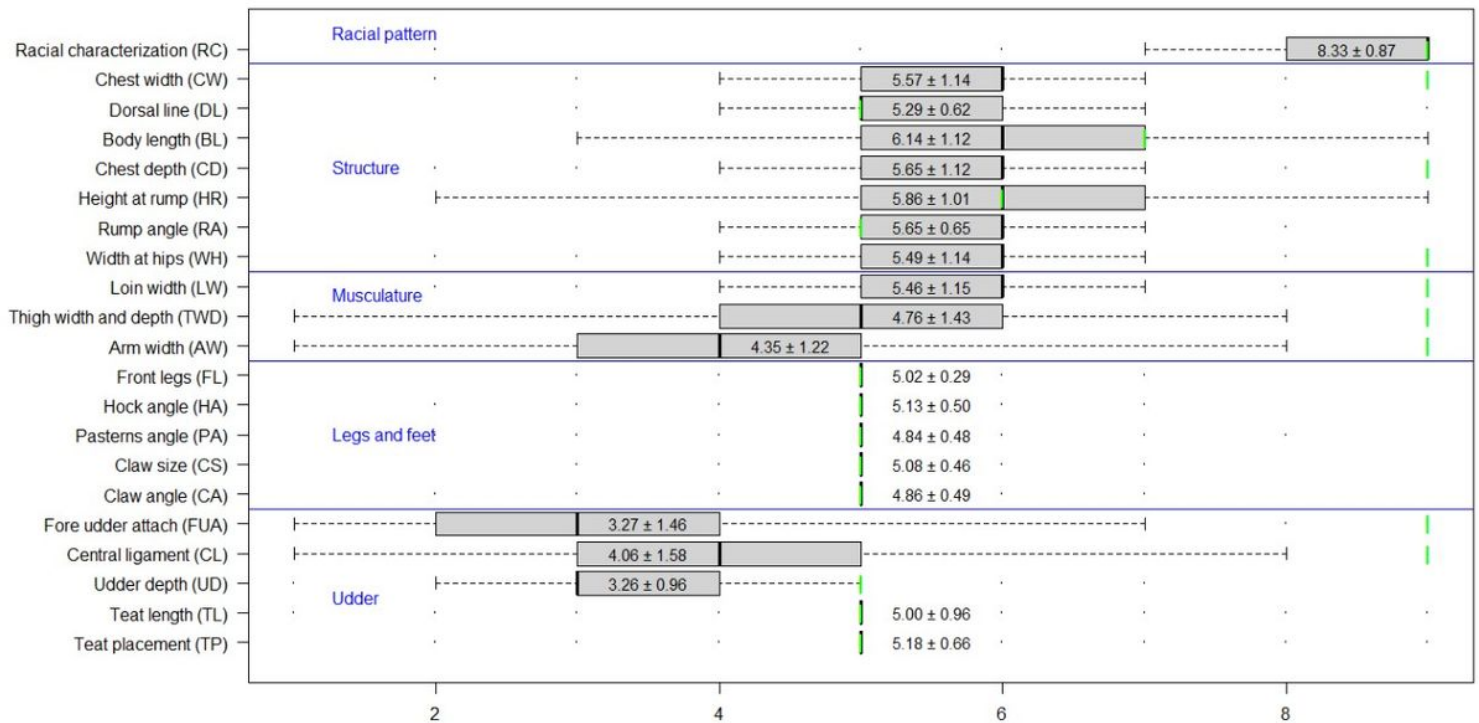 Racial pattern
Racial characterization (RC) 8.33 ± 0.87
Chest width (CW) 5.57 ± 1.14
Dorsal line (DL) 5.29 ± 0.62
Body length (BL) 6.14 ± 1.12
Chest depth (CD) Structure 5.65 ± 1.12
Height at rump (HR) 5.86 ± 1.01
Rump angle (RA) 5.65 ± 0.65
Width at hips (WH) 5.49 ± 1.14
Loin width (LW) 5.46 ± 1.15
Musculature
Thigh width and depth (TWD) 4.76 ± 1.43
Arm width (AW) 4.35 ± 1.22
Front legs (FL) 5.02 ± 0.29
Hock angle (HA) 5.13 ± 0.50
Pasterns angle (PA) Legs and feet 4.84 ± 0.48
Claw size (CS) 5.08 ± 0.46
Claw angle (CA) 4.86 ± 0.49
Fore udder attach (FUA) 3.27 ± 1.46
Central ligament (CL) 4.06 ± 1.58
Udder depth (UD) 3.26 ± 0.96
Udder
Teat length (TL) 5.00 ± 0.96
Teat placement (TP) 5.18 ± 0.66
2 4 6 8